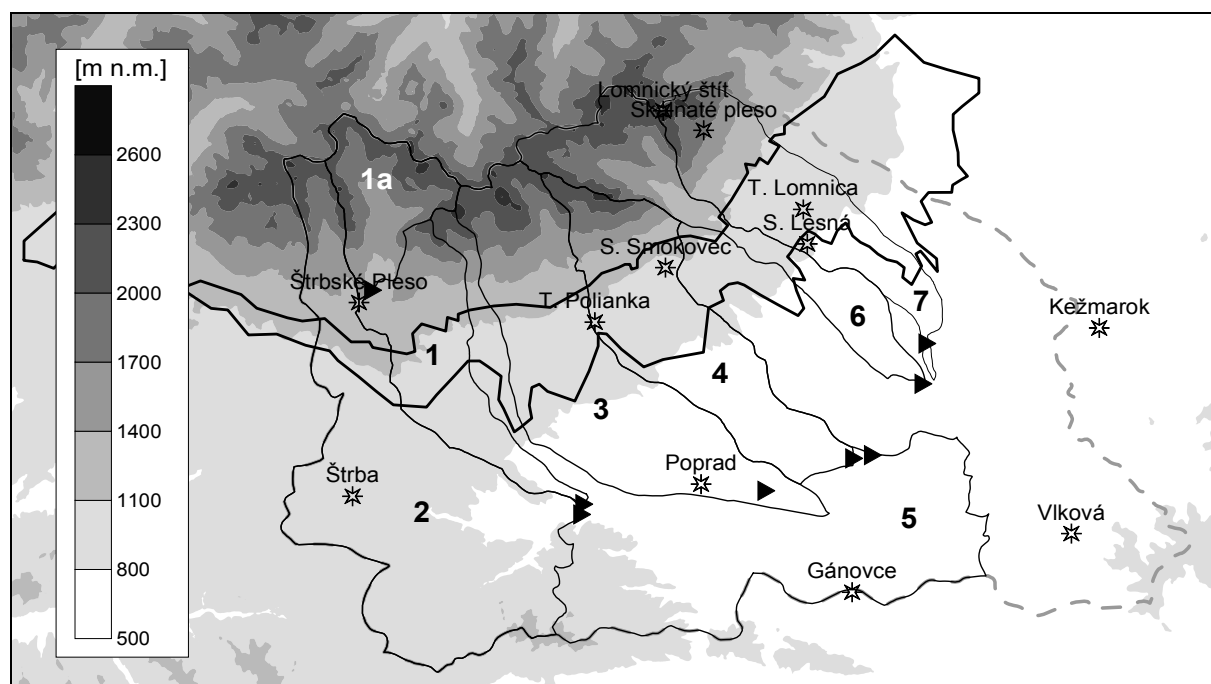 [m n.m.]
2600
2300
2000
1700
1400
1100
800
500
Lomnický štít
Skalnaté pleso
1a
T. Lomnica
S. Lesná
S. Smokovec
Štrbské Pleso
T. Polianka
7
6
Kežmarok
1
4
3
Poprad
Štrba
2
5
Vlková
Gánovce